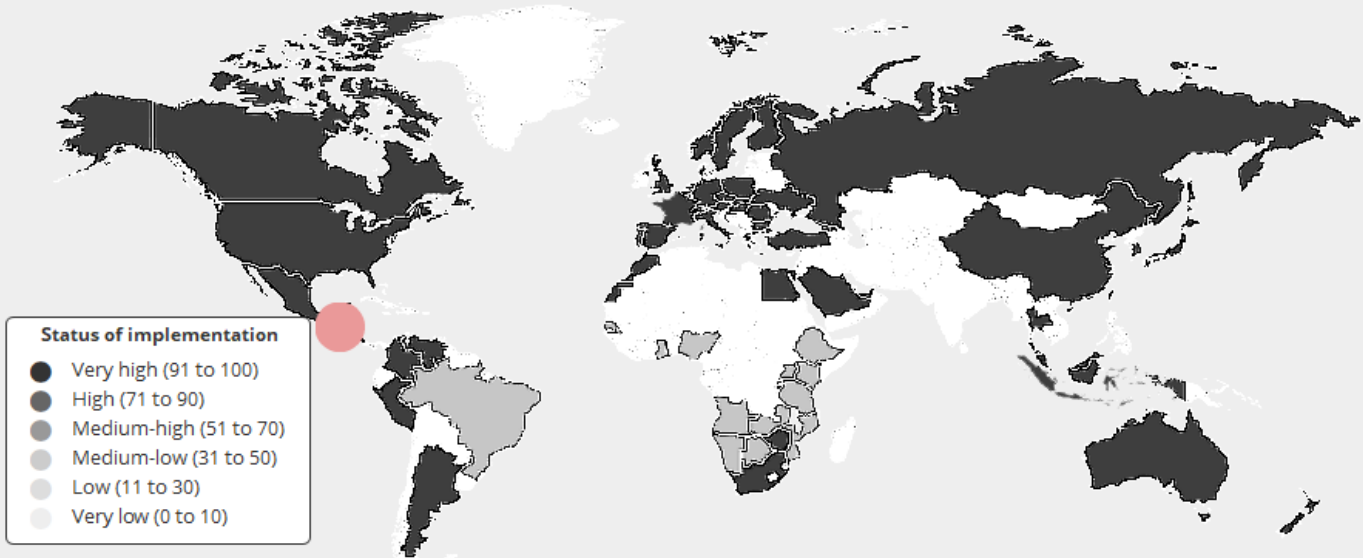 Status of implementation
Very high (91 to 100)
High (71 to 90)
Medium-high (51 to 70)
Medium-low (31 to 50)
Low (11 to 30)
Very low (0 to 10)